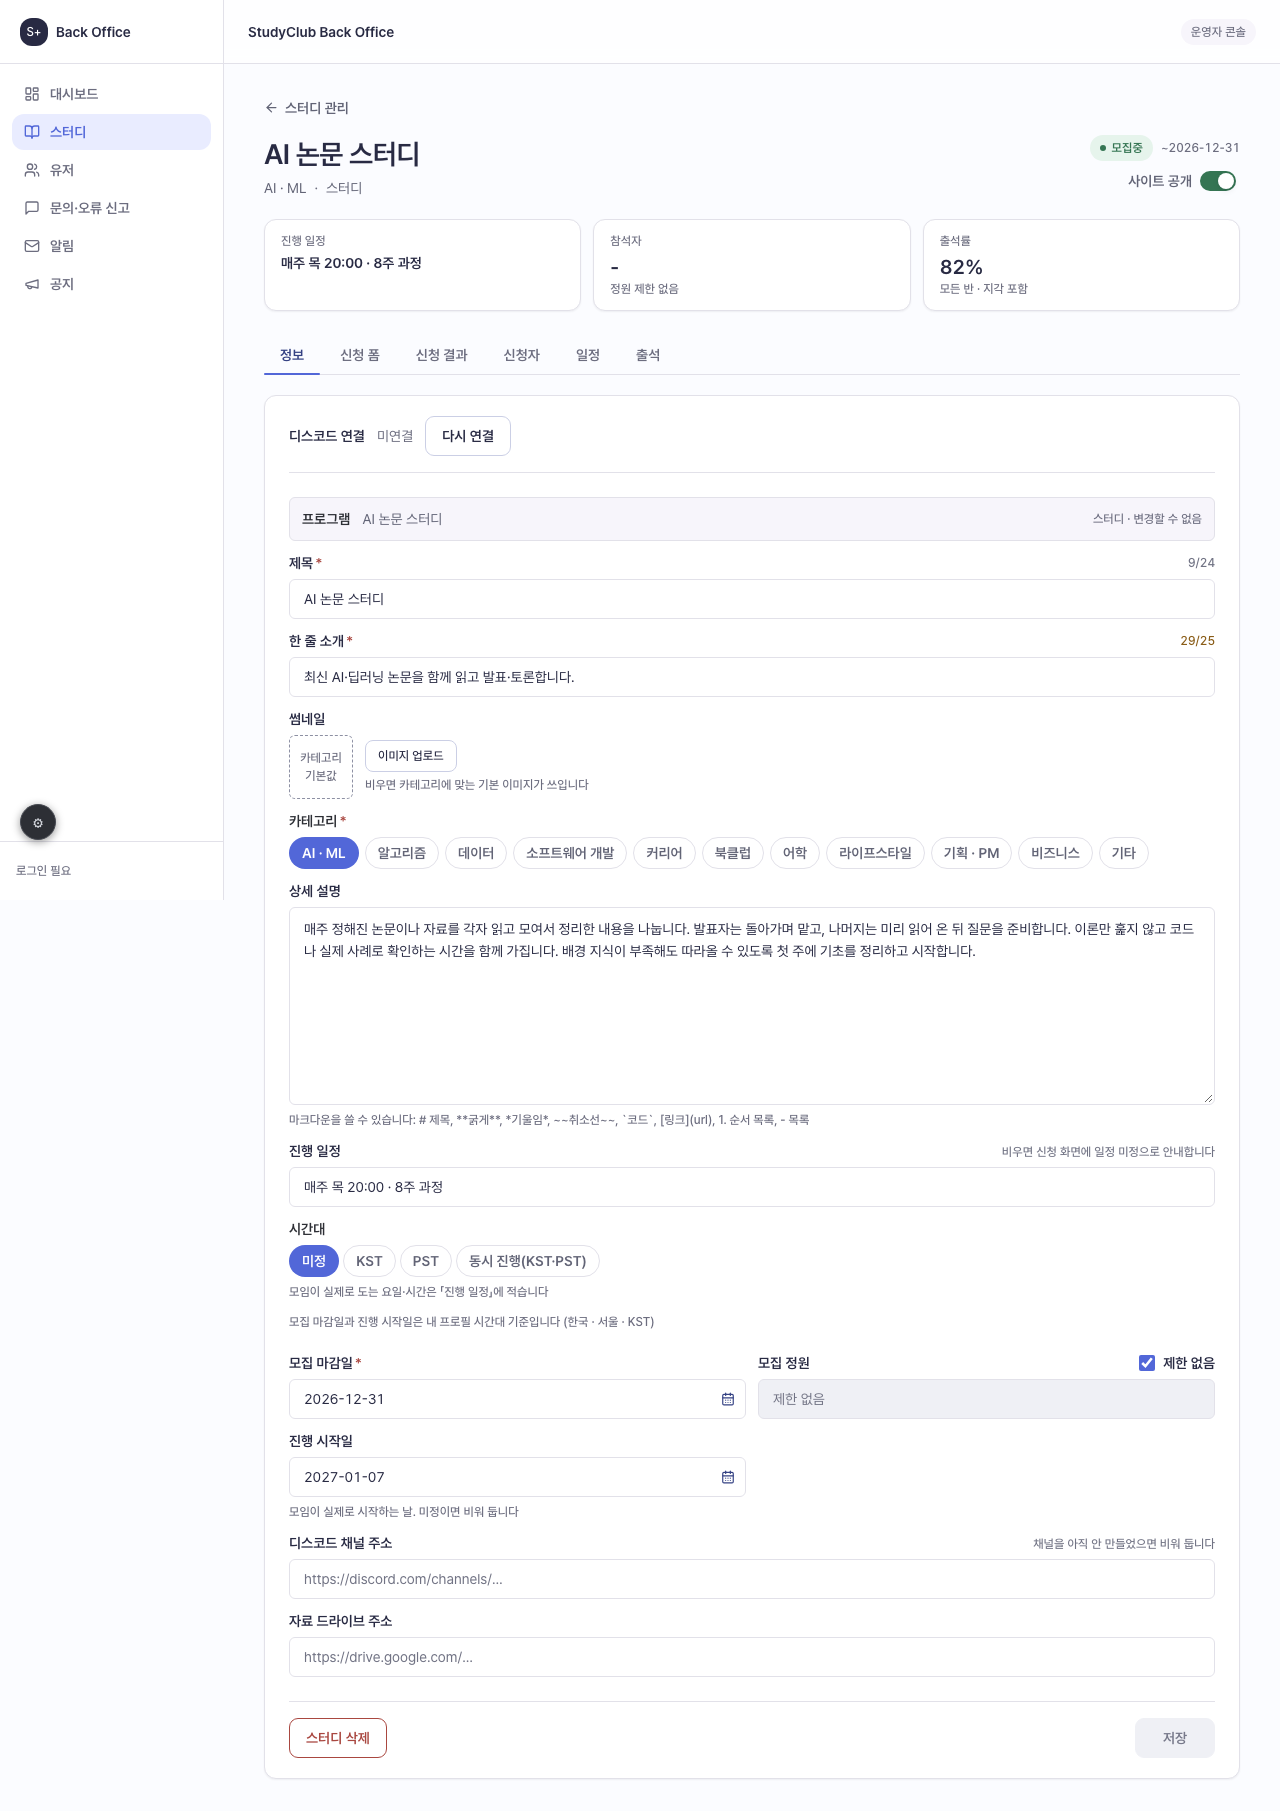 S+ Back Office
StudyClub Back Office
운영자 콘솔
대시보드
스터디
유저
문의·오류 신고
알림
공지
로그인 필요
스터디 관리
AI 논문 스터디
모집중 ~2026-12-31
AI · ML · 스터디
사이트 공개
진행 일정
매주 목 20:00 · 8주 과정
참석자
-
정원 제한 없음
출석률
82%
모든 반 · 지각 포함
정보 신청 폼 신청 결과 신청자 일정 출석
디스코드 연결 미연결 다시 연결
프로그램 AI 논문 스터디 스터디 · 변경할 수 없음
제목* 9/24
AI 논문 스터디
한 줄 소개* 29/25
최신 AI·딥러닝 논문을 함께 읽고 발표·토론합니다.
썸네일
카테고리
기본값
이미지 업로드
비우면 카테고리에 맞는 기본 이미지가 쓰입니다
카테고리*
AI · ML 알고리즘 데이터 소프트웨어 개발 커리어 북클럽 어학 라이프스타일 기획 · PM 비즈니스 기타
상세 설명
매주 정해진 논문이나 자료를 각자 읽고 모여서 정리한 내용을 나눕니다. 발표자는 돌아가며 맡고, 나머지는 미리 읽어 온 뒤 질문을 준비합니다. 이론만 훑지 않고 코드
나 실제 사례로 확인하는 시간을 함께 가집니다. 배경 지식이 부족해도 따라올 수 있도록 첫 주에 기초를 정리하고 시작합니다.
마크다운을 쓸 수 있습니다: # 제목, **굵게**, *기울임*, ~~취소선~~, `코드`, [링크](url), 1. 순서 목록, - 목록
진행 일정 비우면 신청 화면에 일정 미정으로 안내합니다
매주 목 20:00 · 8주 과정
시간대
미정 KST PST 동시 진행(KST·PST)
모임이 실제로 도는 요일·시간은 「진행 일정」에 적습니다
모집 마감일과 진행 시작일은 내 프로필 시간대 기준입니다 (한국 · 서울 · KST)
모집 마감일*
2026-12-31
모집 정원 제한 없음
제한 없음
진행 시작일
2027-01-07
모임이 실제로 시작하는 날. 미정이면 비워 둡니다
디스코드 채널 주소 채널을 아직 안 만들었으면 비워 둡니다
https://discord.com/channels/...
자료 드라이브 주소
https://drive.google.com/...
스터디 삭제 저장